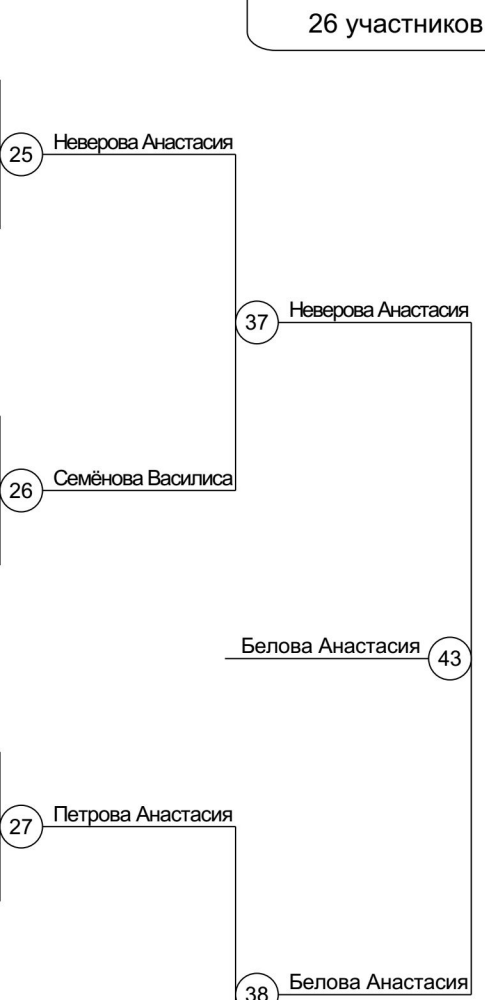 26 участников
Неверова Анастасия
25
Неверова Анастасия
37
Семёнова Василиса
26
Белова Анастасия
43
Петрова Анастасия
27
Белова Анастасия
38